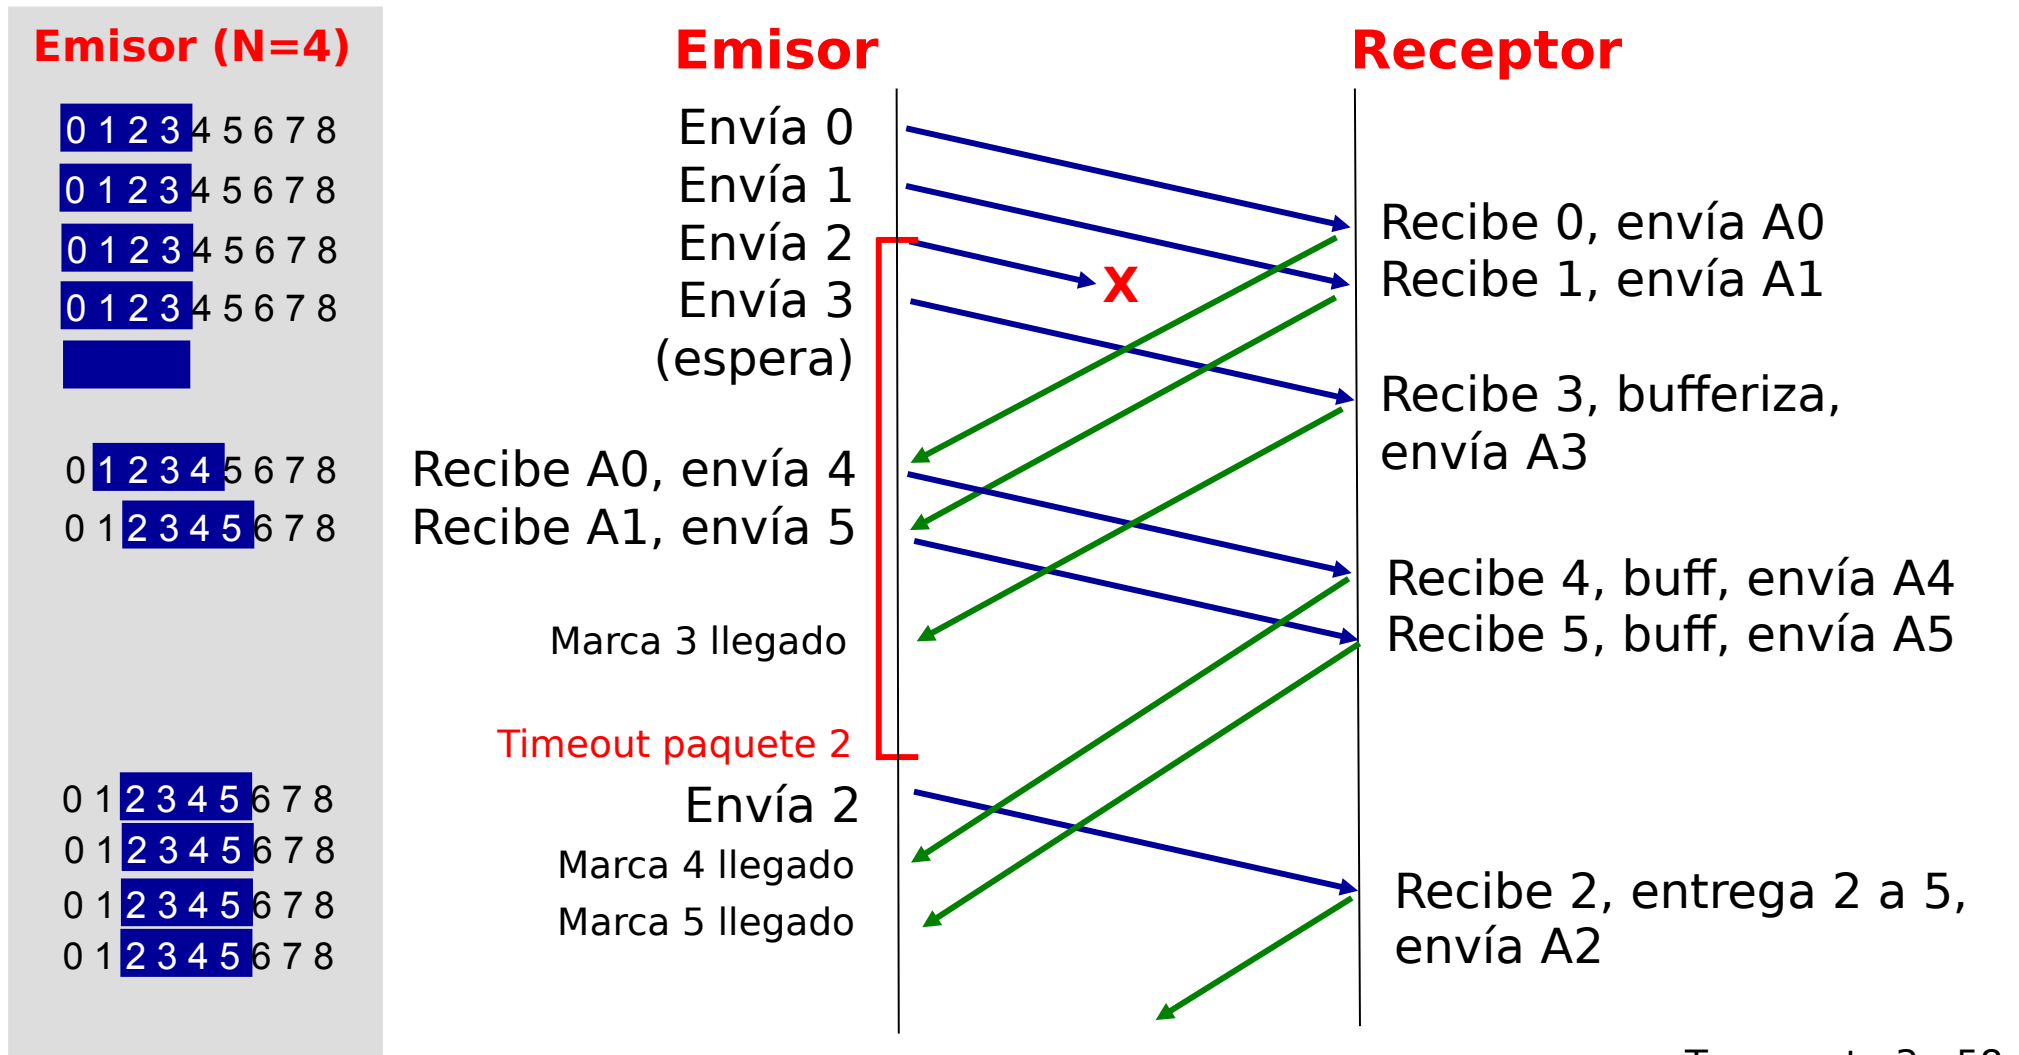 Emisor (N=4)
0 1 2 3 4 5 6 7 8
0 1 2 3 4 5 6 7 8
0 1 2 3 4 5 6 7 8
0 1 2 3 4 5 6 7 8
0 1 2 3 4 5 6 7 8
0 1 2 3 4 5 6 7 8
0 1 2 3 4 5 6 7 8
0 1 2 3 4 5 6 7 8
0 1 2 3 4 5 6 7 8
0 1 2 3 4 5 6 7 8
Emisor
Envía 0
Envía 1
Envía 2
Envía 3
(espera)
Recibe A0, envía 4
Recibe A1, envía 5
Marca 3 llegado
Timeout paquete 2
Envía 2
Marca 4 llegado
Marca 5 llegado
X
Receptor
Recibe 0, envía A0
Recibe 1, envía A1
Recibe 3, bufferiza,
envía A3
Recibe 4, buff, envía A4
Recibe 5, buff, envía A5
Recibe 2, entrega 2 a 5,
envía A2